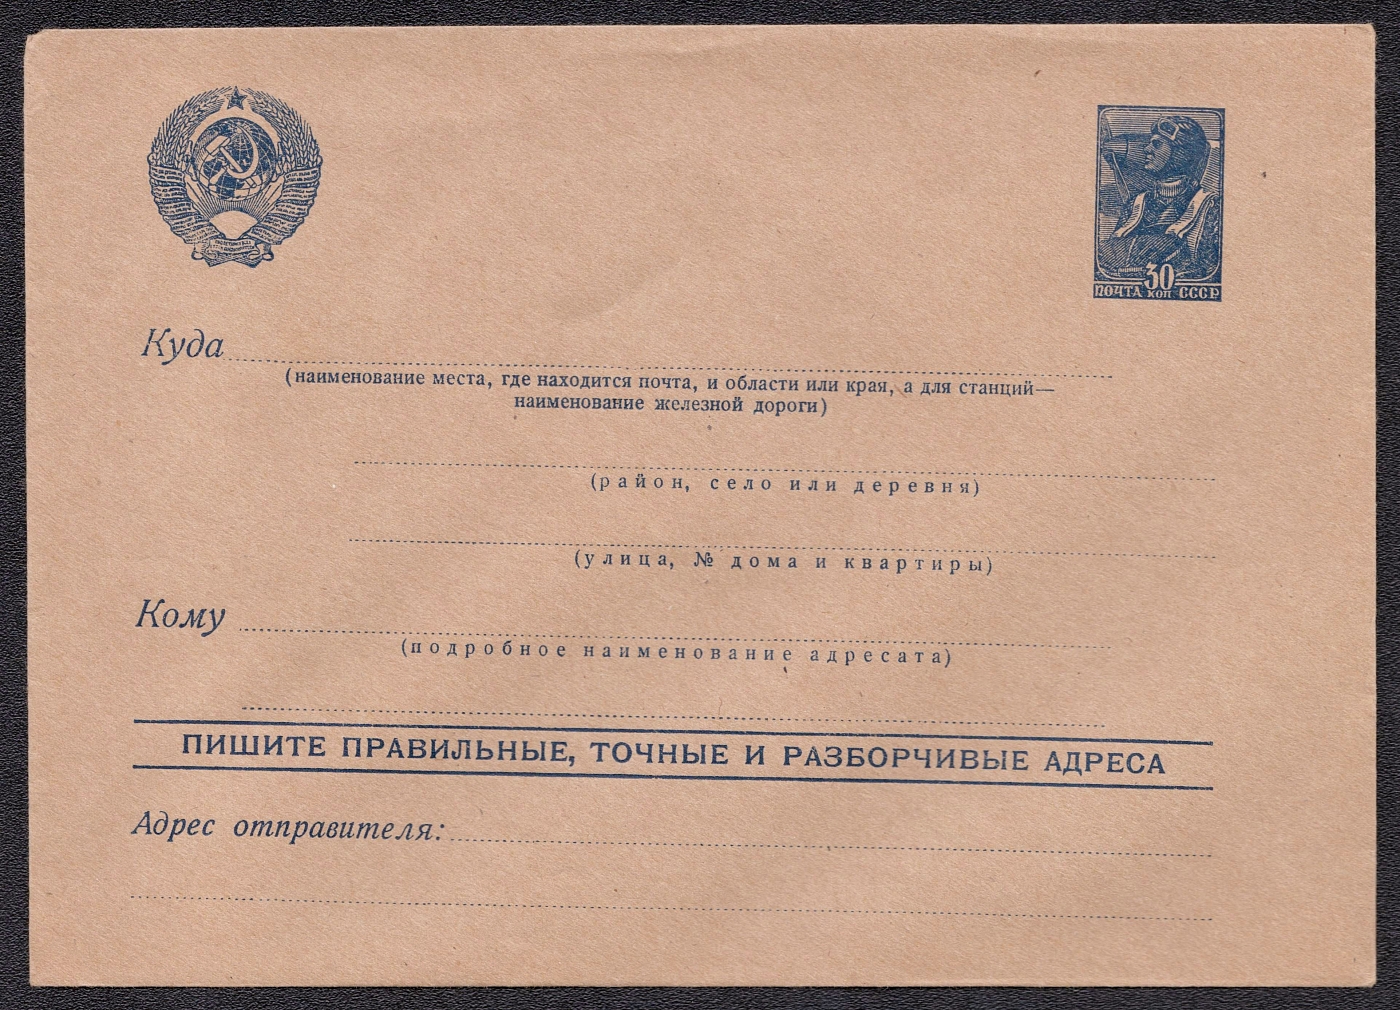 30
ПОЧТА коп СССР
Куда
(наименование места, где находится почта, и области или края, а для станций—
наименование железной дороги)
(район, село или деревня)
(улица, № дома и квартиры)
Кому
(подробное наименование адресата)
ПИШИТЕ ПРАВИЛЬНЫЕ, ТОЧНЫЕ И РАЗБОРЧИВЫЕ АДРЕСА
Адрес отправителя: